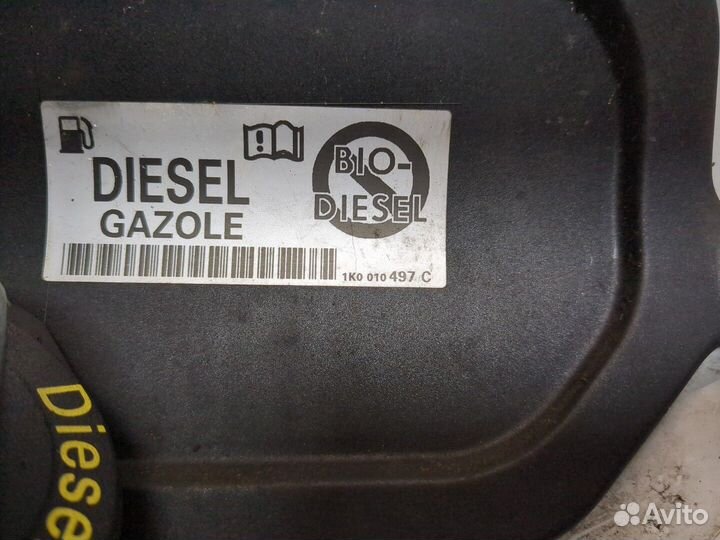 DIESEL
GAZOLE
BIO-
DIESEL
1K0 010 497 C
Diese
Avito